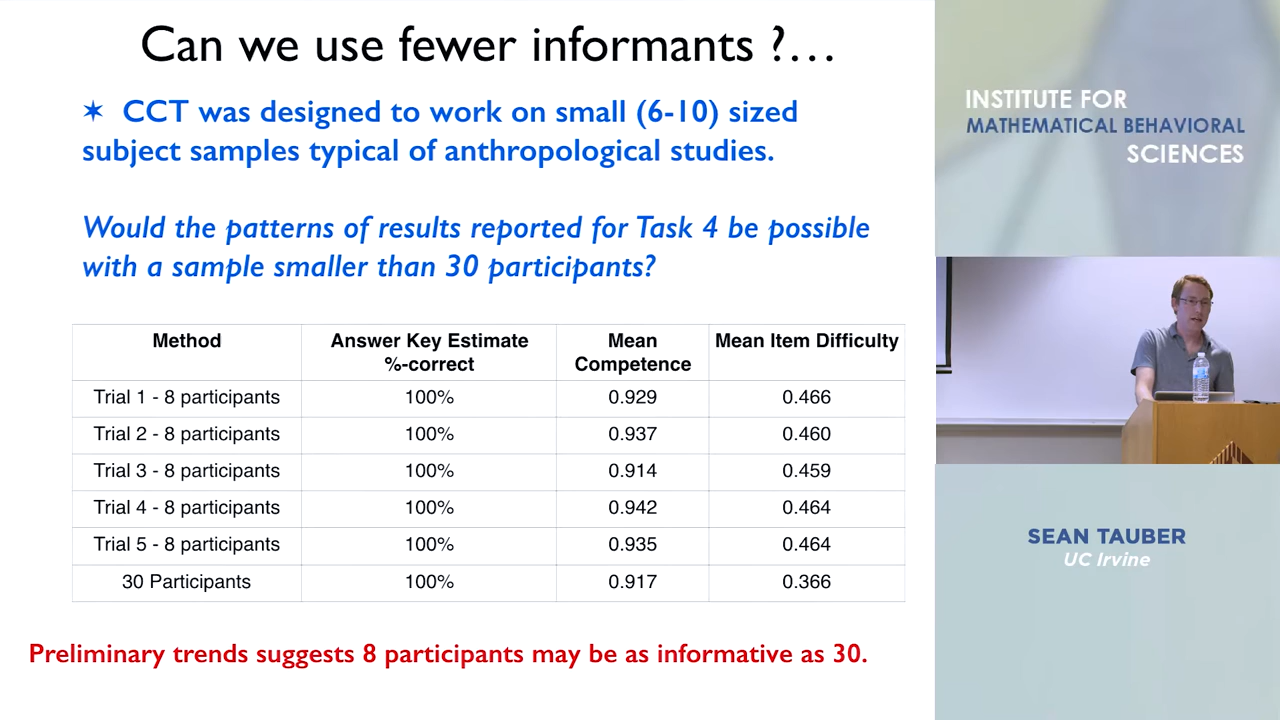 Can we use fewer informants ?…
✶ CCT was designed to work on small (6-10) sized
subject samples typical of anthropological studies.
Would the patterns of results reported for Task 4 be possible
with a sample smaller than 30 participants?
Method Answer Key Estimate %-correct Mean Competence Mean Item Difficulty
Trial 1 - 8 participants 100% 0.929 0.466
Trial 2 - 8 participants 100% 0.937 0.460
Trial 3 - 8 participants 100% 0.914 0.459
Trial 4 - 8 participants 100% 0.942 0.464
Trial 5 - 8 participants 100% 0.935 0.464
30 Participants 100% 0.917 0.366
Preliminary trends suggests 8 participants may be as informative as 30.
INSTITUTE FOR
MATHEMATICAL BEHAVIORAL
SCIENCES
SEAN TAUBER
UC Irvine